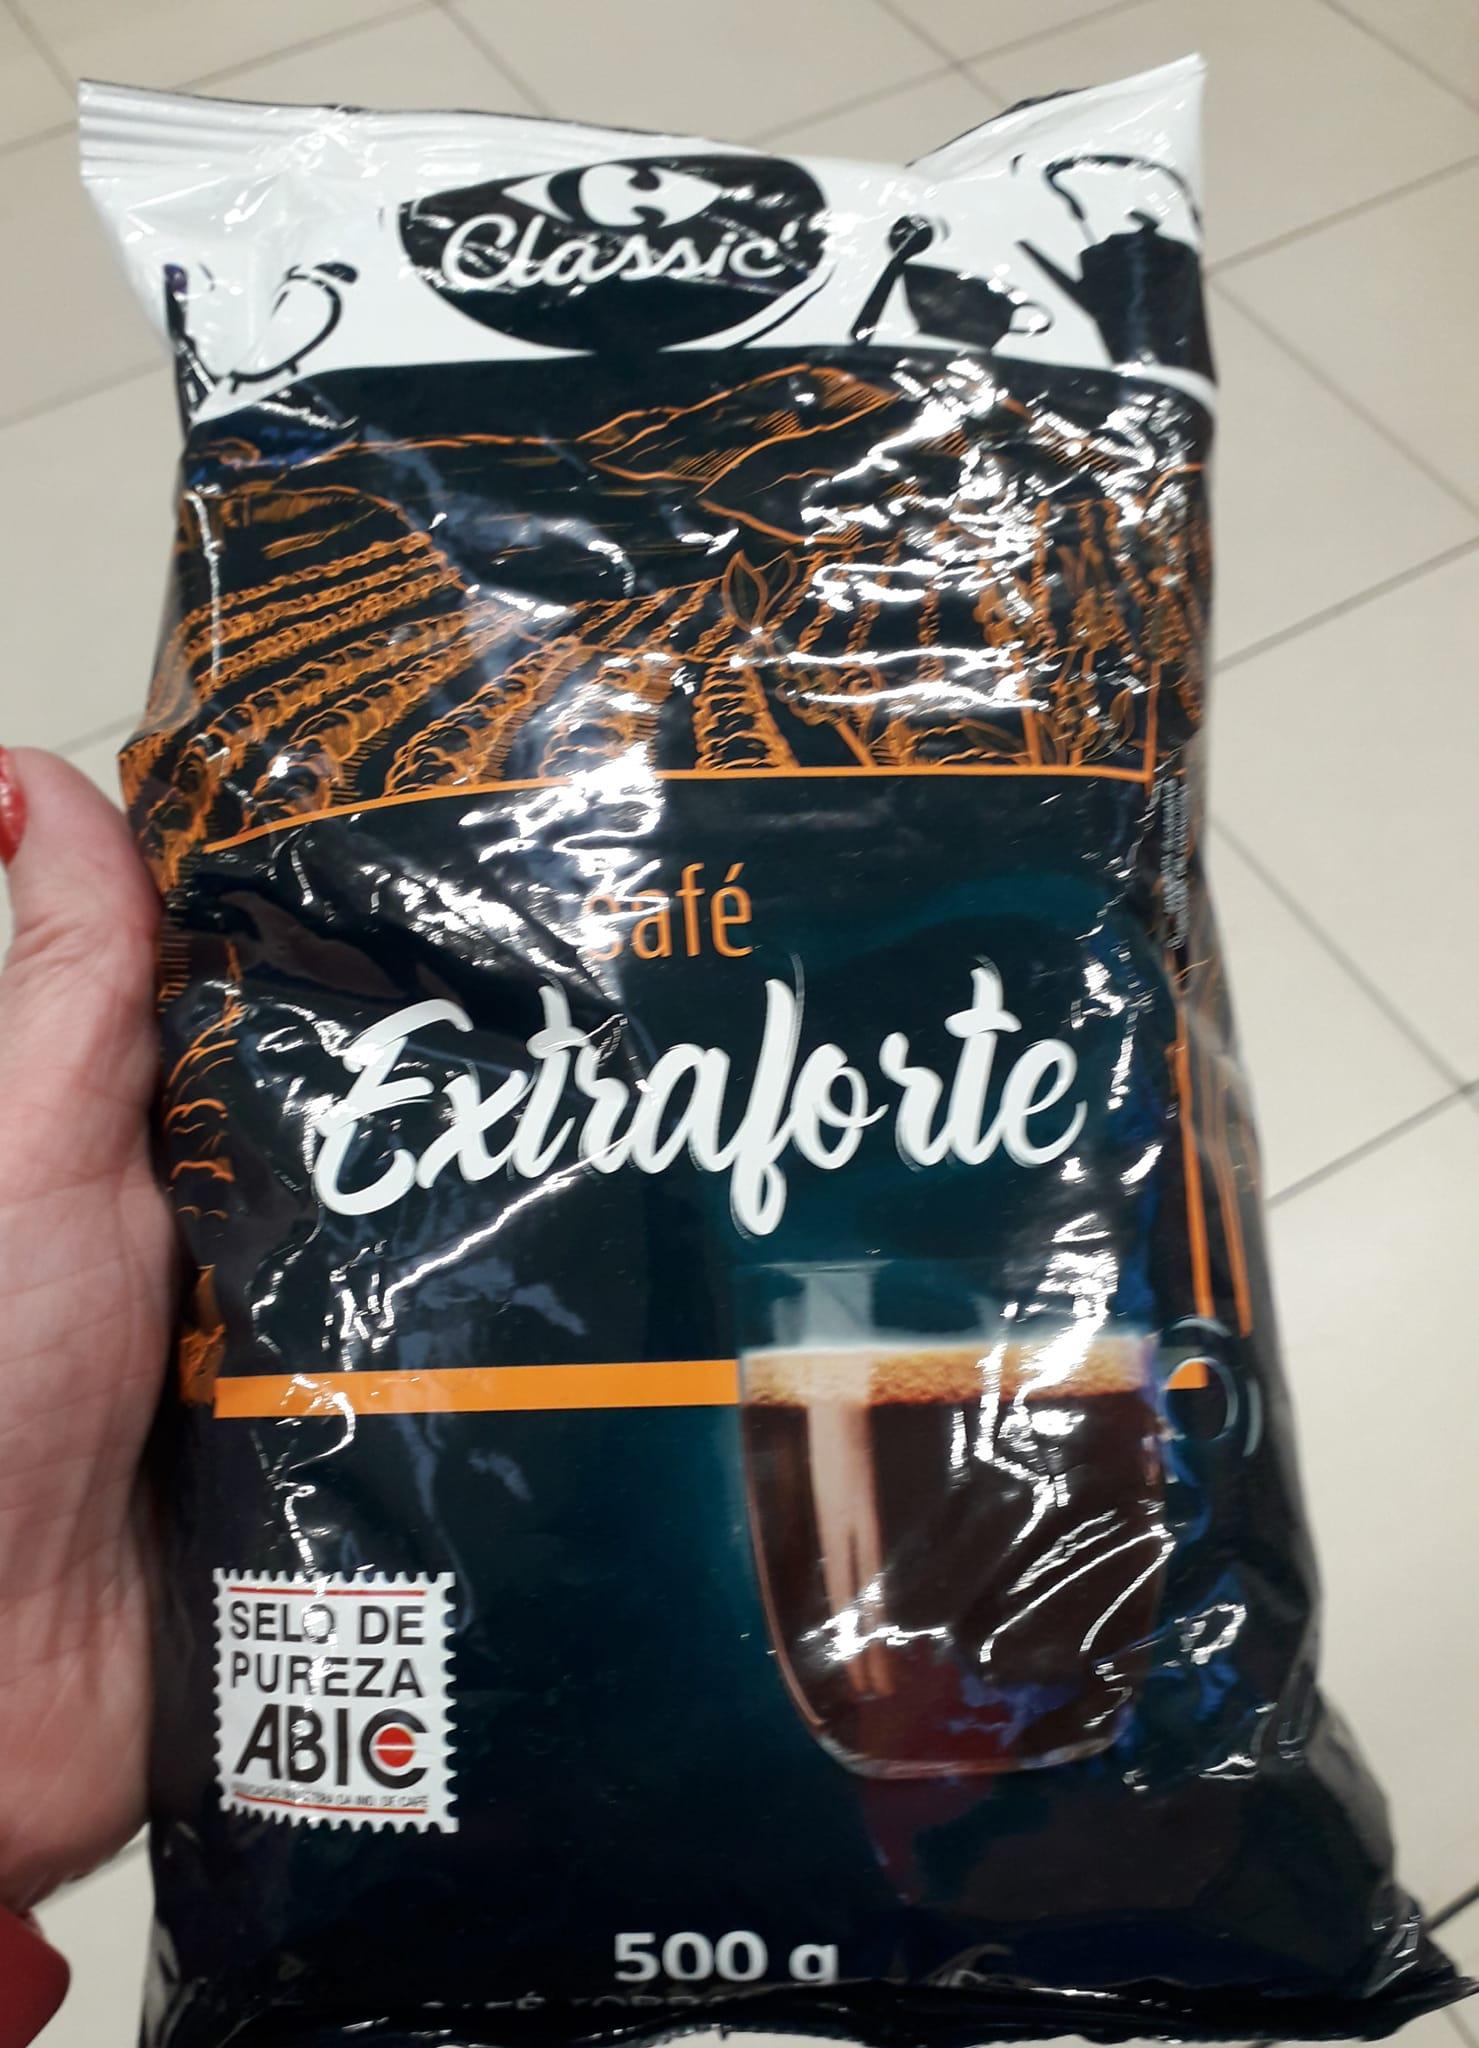 Classic'
café
Extraforte
SELO DE
PUREZA
ABIC
500 g